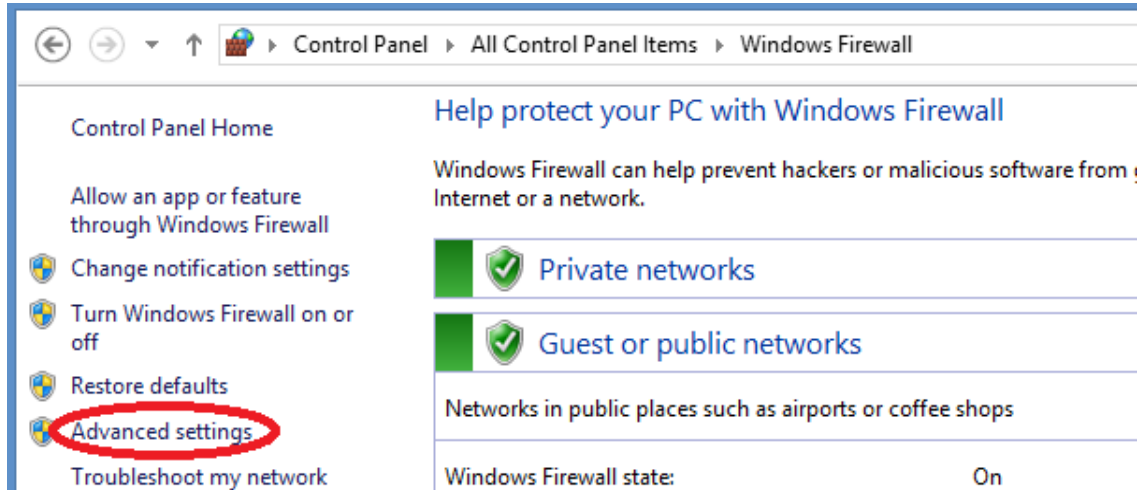 Control Panel ▸ All Control Panel Items ▸ Windows Firewall
Control Panel Home
Allow an app or feature
through Windows Firewall
Change notification settings
Turn Windows Firewall on or
off
Restore defaults
Advanced settings
Troubleshoot my network
Help protect your PC with Windows Firewall
Windows Firewall can help prevent hackers or malicious software from
Internet or a network.
Private networks
Guest or public networks
Networks in public places such as airports or coffee shops
Windows Firewall state: On